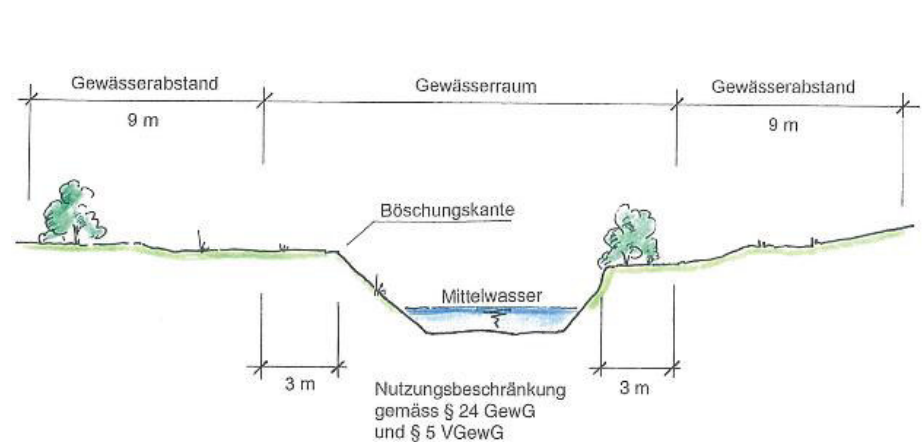 Gewässerabstand
Gewässerraum
Gewässerabstand
9 m
9 m
Böschungskante
Mittelwasser
3 m
3 m
Nutzungsbeschränkung
gemäss § 24 GewG
und § 5 VGewG